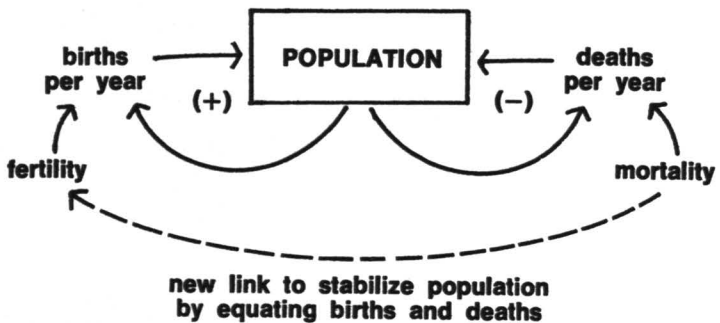 births
per year
(+)
POPULATION
(−)
deaths
per year
fertility
mortality
new link to stabilize population
by equating births and deaths